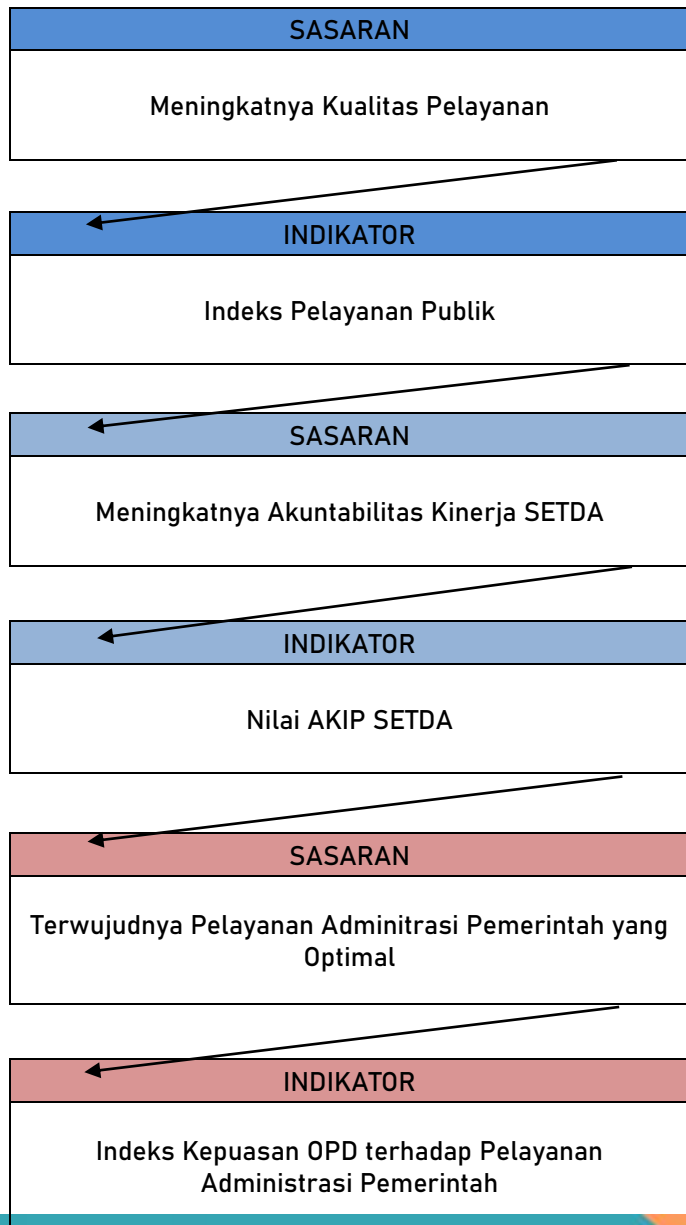 SASARAN
Meningkatnya Kualitas Pelayanan
INDIKATOR
Indeks Pelayanan Publik
SASARAN
Meningkatnya Akuntabilitas Kinerja SETDA
INDIKATOR
Nilai AKIP SETDA
SASARAN
Terwujudnya Pelayanan Adminitrasi Pemerintah yang
Optimal
INDIKATOR
Indeks Kepuasan OPD terhadap Pelayanan
Administrasi Pemerintah